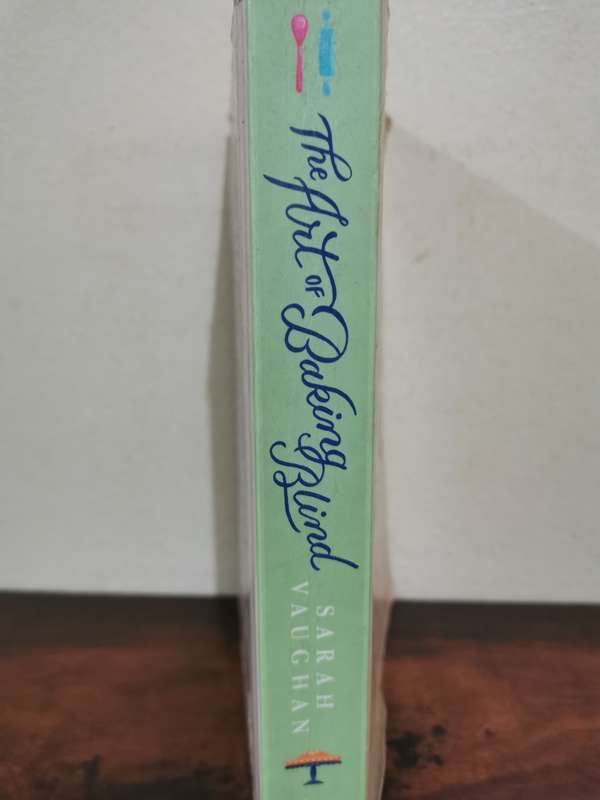 The Art OF Baking Blind
SARAH
VAUGHAN